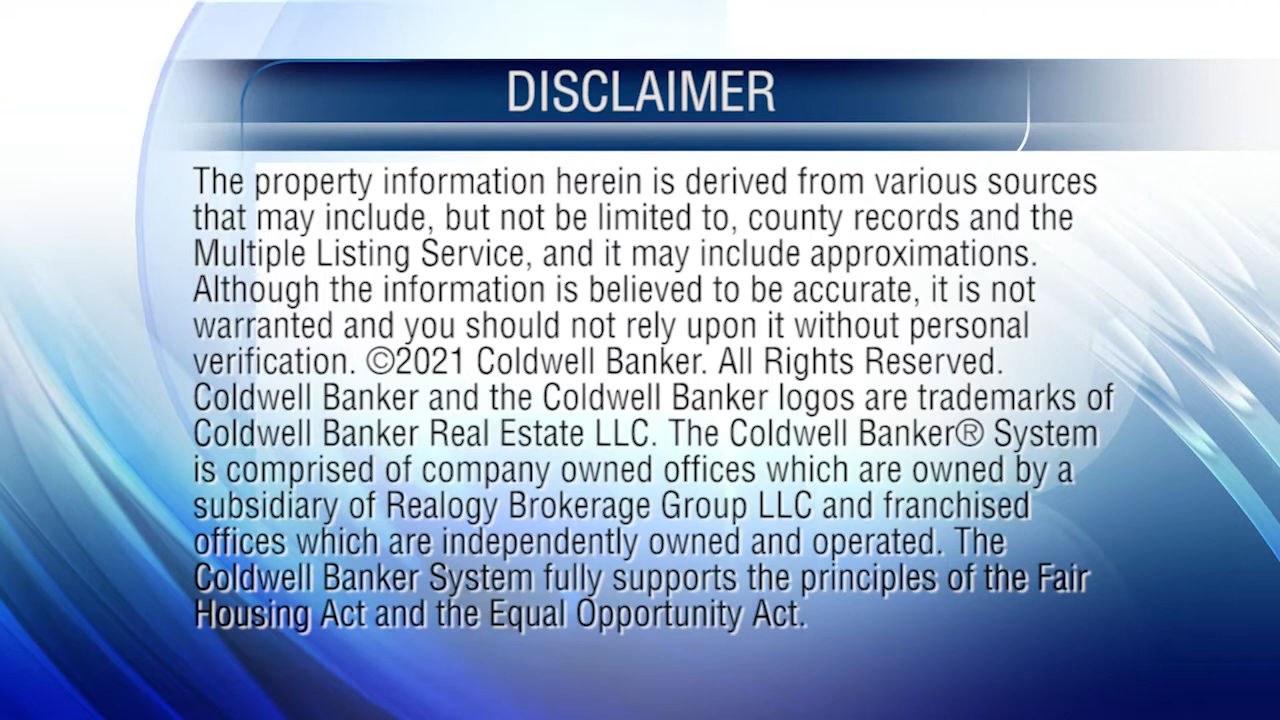 DISCLAIMER
The property information herein is derived from various sources
that may include, but not be limited to, county records and the
Multiple Listing Service, and it may include approximations.
Although the information is believed to be accurate, it is not
warranted and you should not rely upon it without personal
verification. ©2021 Coldwell Banker. All Rights Reserved.
Coldwell Banker and the Coldwell Banker logos are trademarks of
Coldwell Banker Real Estate LLC. The Coldwell Banker® System
is comprised of company owned offices which are owned by a
subsidiary of Realogy Brokerage Group LLC and franchised
offices which are independently owned and operated. The
Coldwell Banker System fully supports the principles of the Fair
Housing Act and the Equal Opportunity Act.